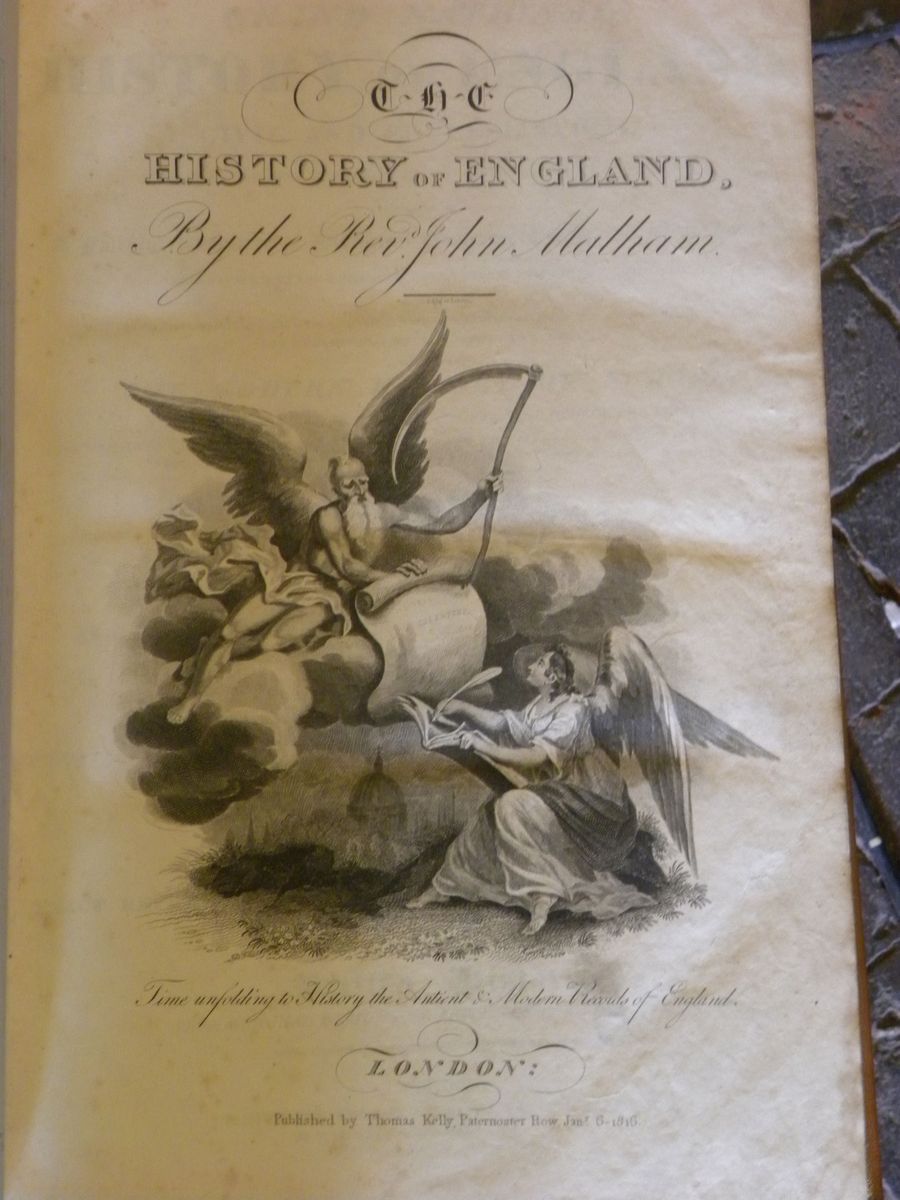 THE
HISTORY OF ENGLAND,
By the Revd. John Malham.
Time unfolding to History the Antient & Modern Records of England.
LONDON:
Published by Thomas Kelly, Paternoster Row. Jany. 6-1816.